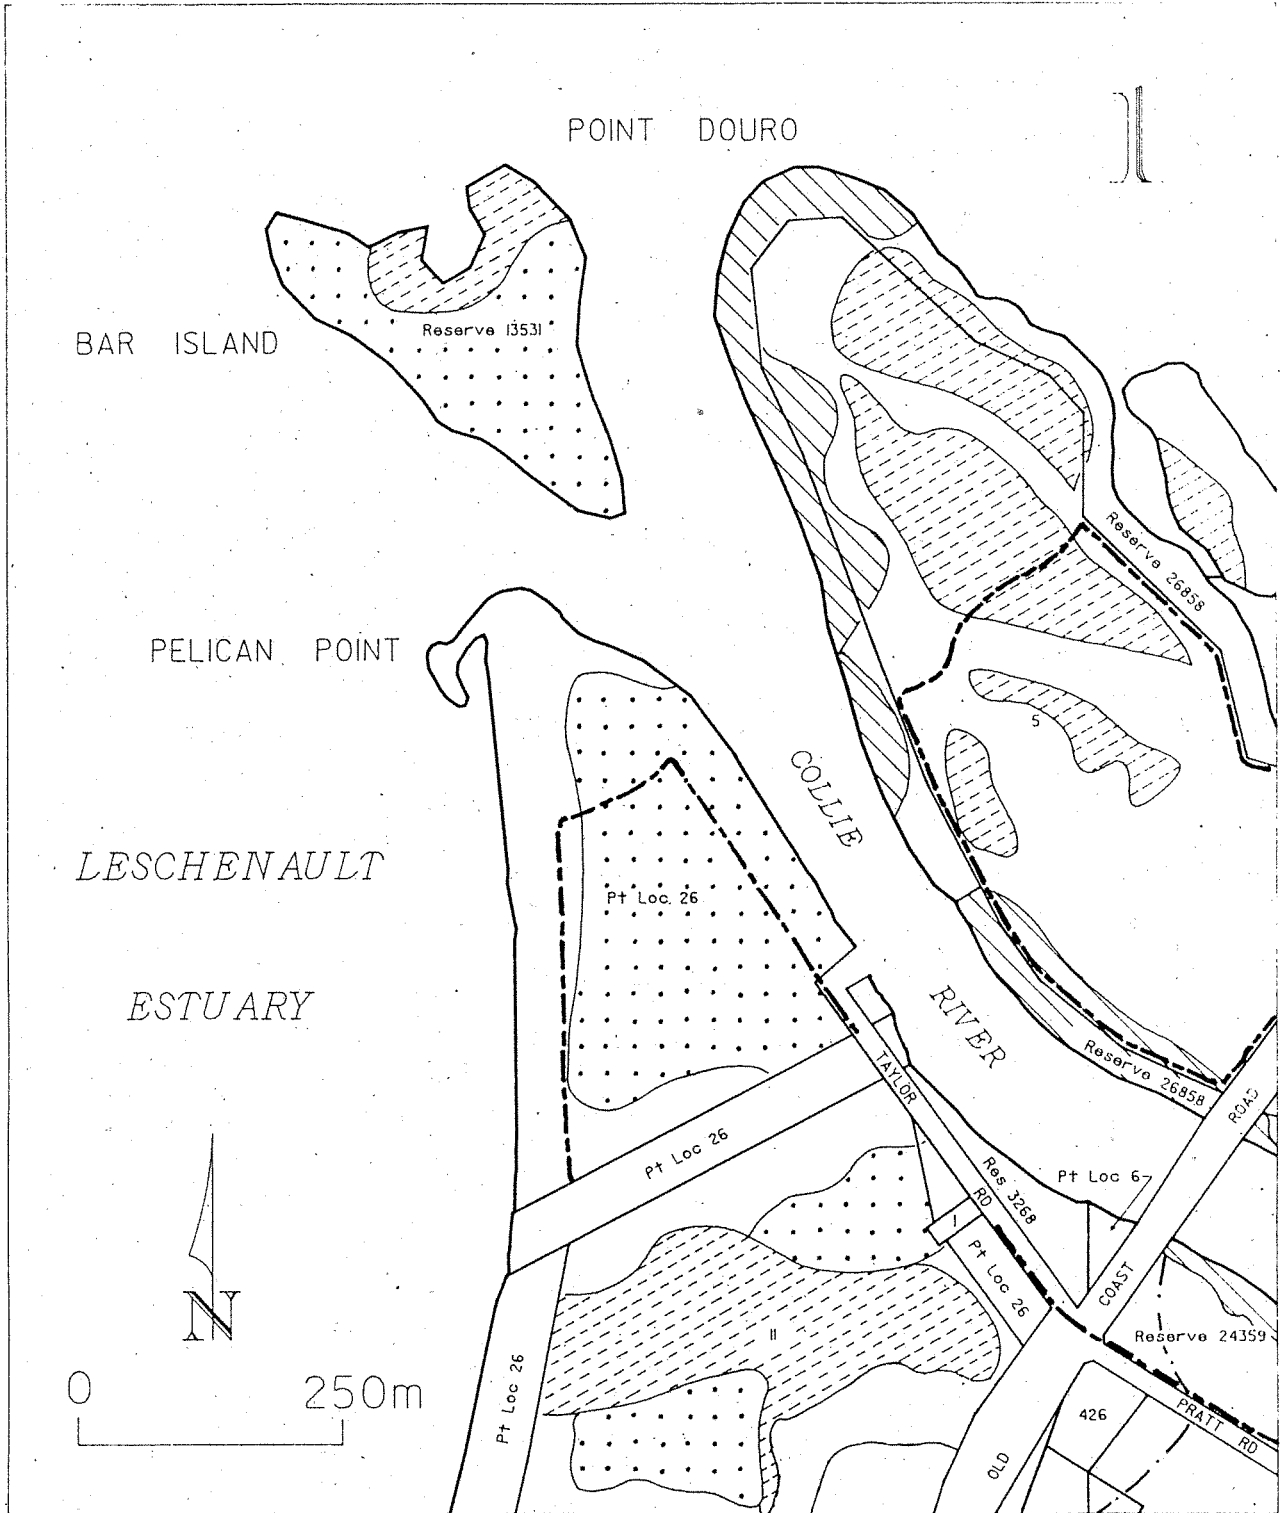 POINT DOURO
Reserve 13531
BAR ISLAND
Reserve 26858
PELICAN POINT
5
COLLIE
LESCHENAULT
Pt Loc. 26
ESTUARY
RIVER
Reserve 26858
TAYLOR
RD
ROAD
Pt Loc 26
Res 3268
Pt Loc 6
1
Pt Loc 26
COAST
N
11
Reserve 24359
0 250m
Pt Loc 26
426
PRATT RD
OLD